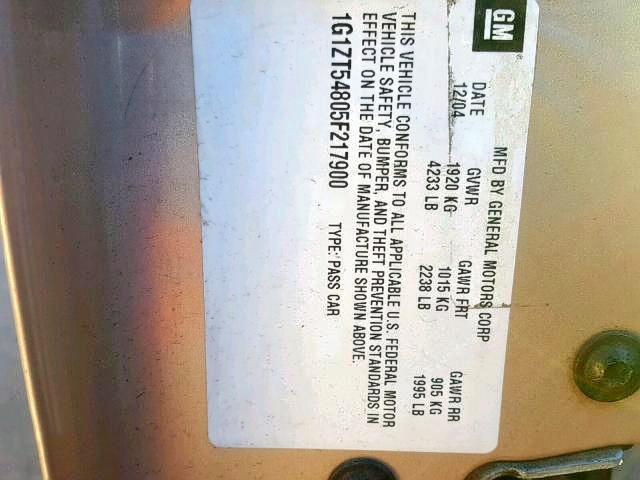 GM
MFD BY GENERAL MOTORS CORP
DATE GVWR GAWR FRT GAWR RR
12/04 1920 KG 1015 KG 905 KG
4233 LB 2238 LB 1995 LB
THIS VEHICLE CONFORMS TO ALL APPLICABLE U.S. FEDERAL MOTOR
VEHICLE SAFETY, BUMPER, AND THEFT PREVENTION STANDARDS IN
EFFECT ON THE DATE OF MANUFACTURE SHOWN ABOVE.
1G1ZT54805F217900 TYPE: PASS CAR